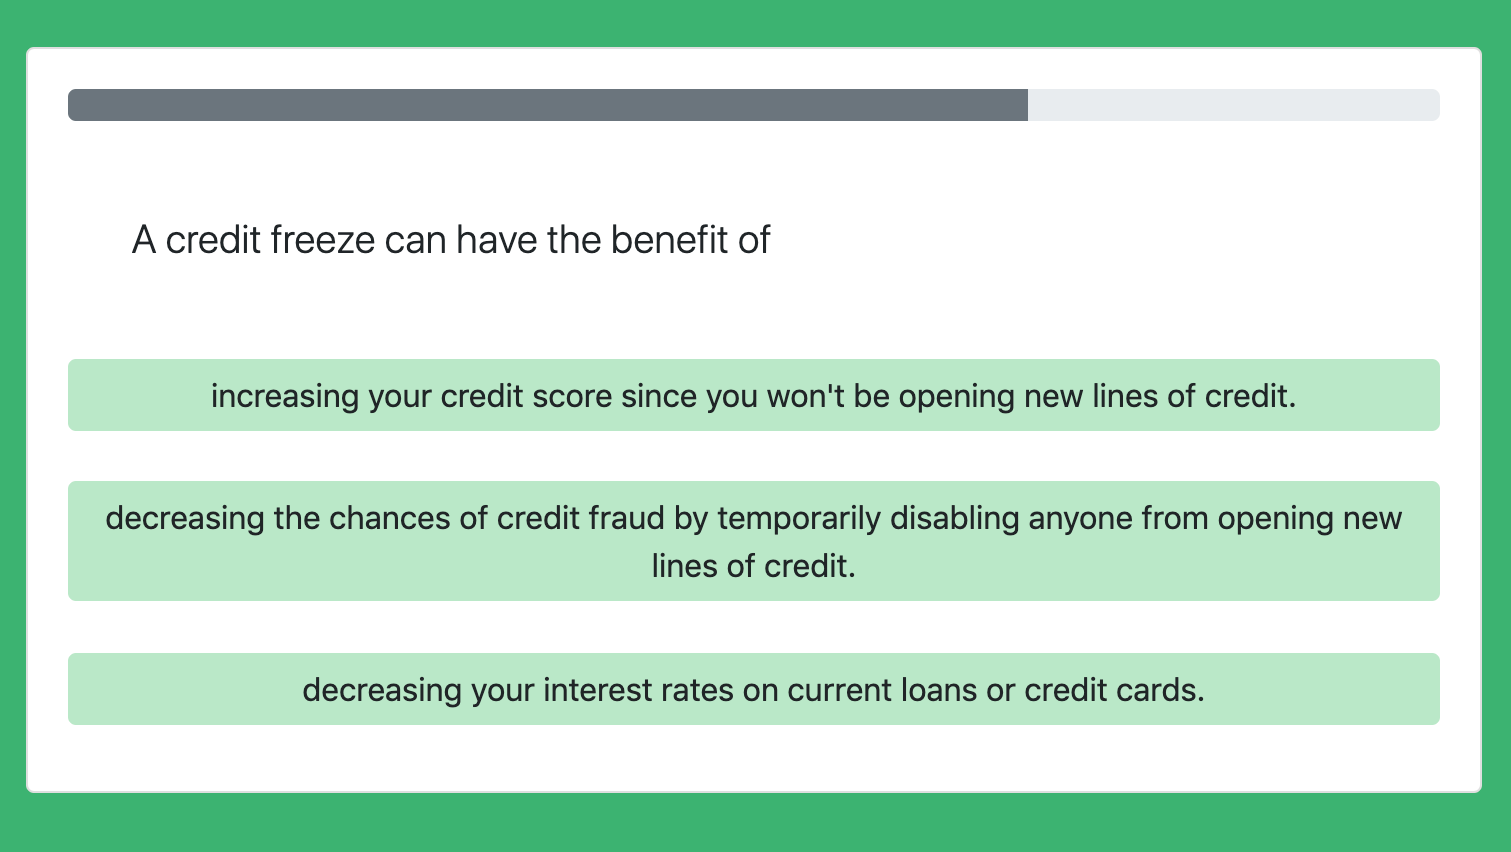 A credit freeze can have the benefit of
increasing your credit score since you won't be opening new lines of credit.
decreasing the chances of credit fraud by temporarily disabling anyone from opening new
lines of credit.
decreasing your interest rates on current loans or credit cards.